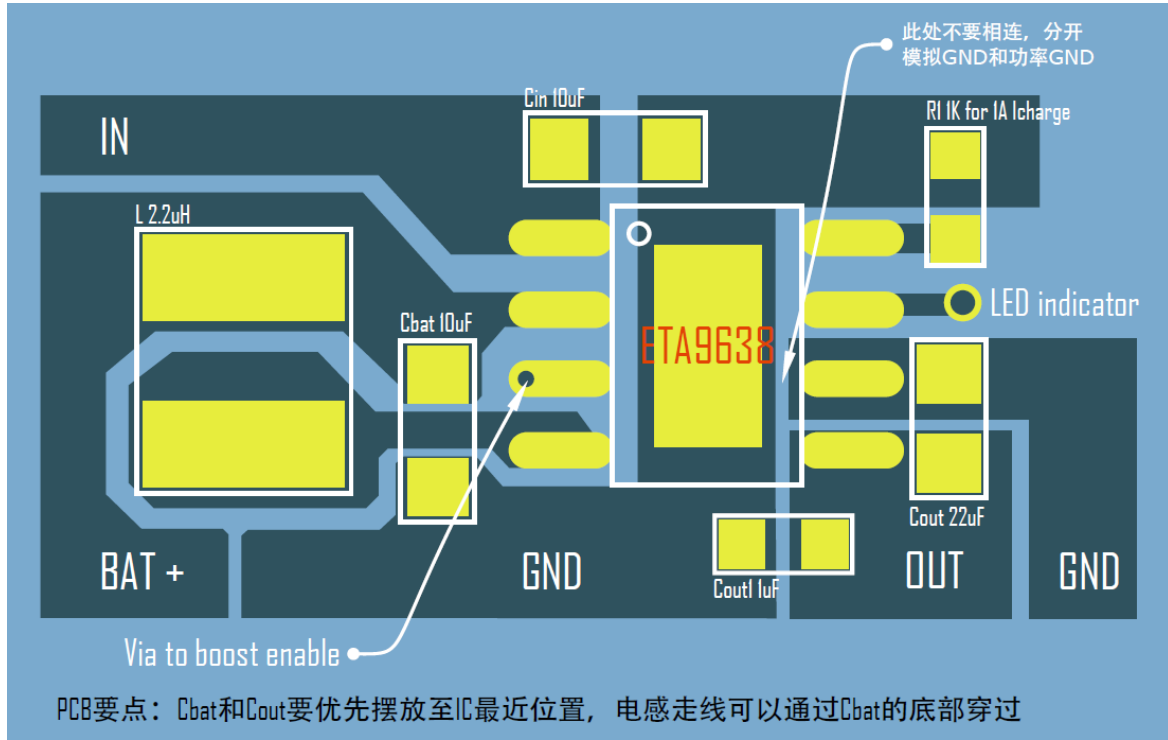 此处不要相连，分开
模拟GND和功率GND
Cin 10uF
R1 1K for 1A Icharge
IN
L 2.2uH
Cbat 10uF
LED indicator
ETA9638
Cout 22uF
BAT +
GND
Cout1 1uF
OUT
GND
Via to boost enable
PCB要点：Cbat和Cout要优先摆放至IC最近位置，电感走线可以通过Cbat的底部穿过